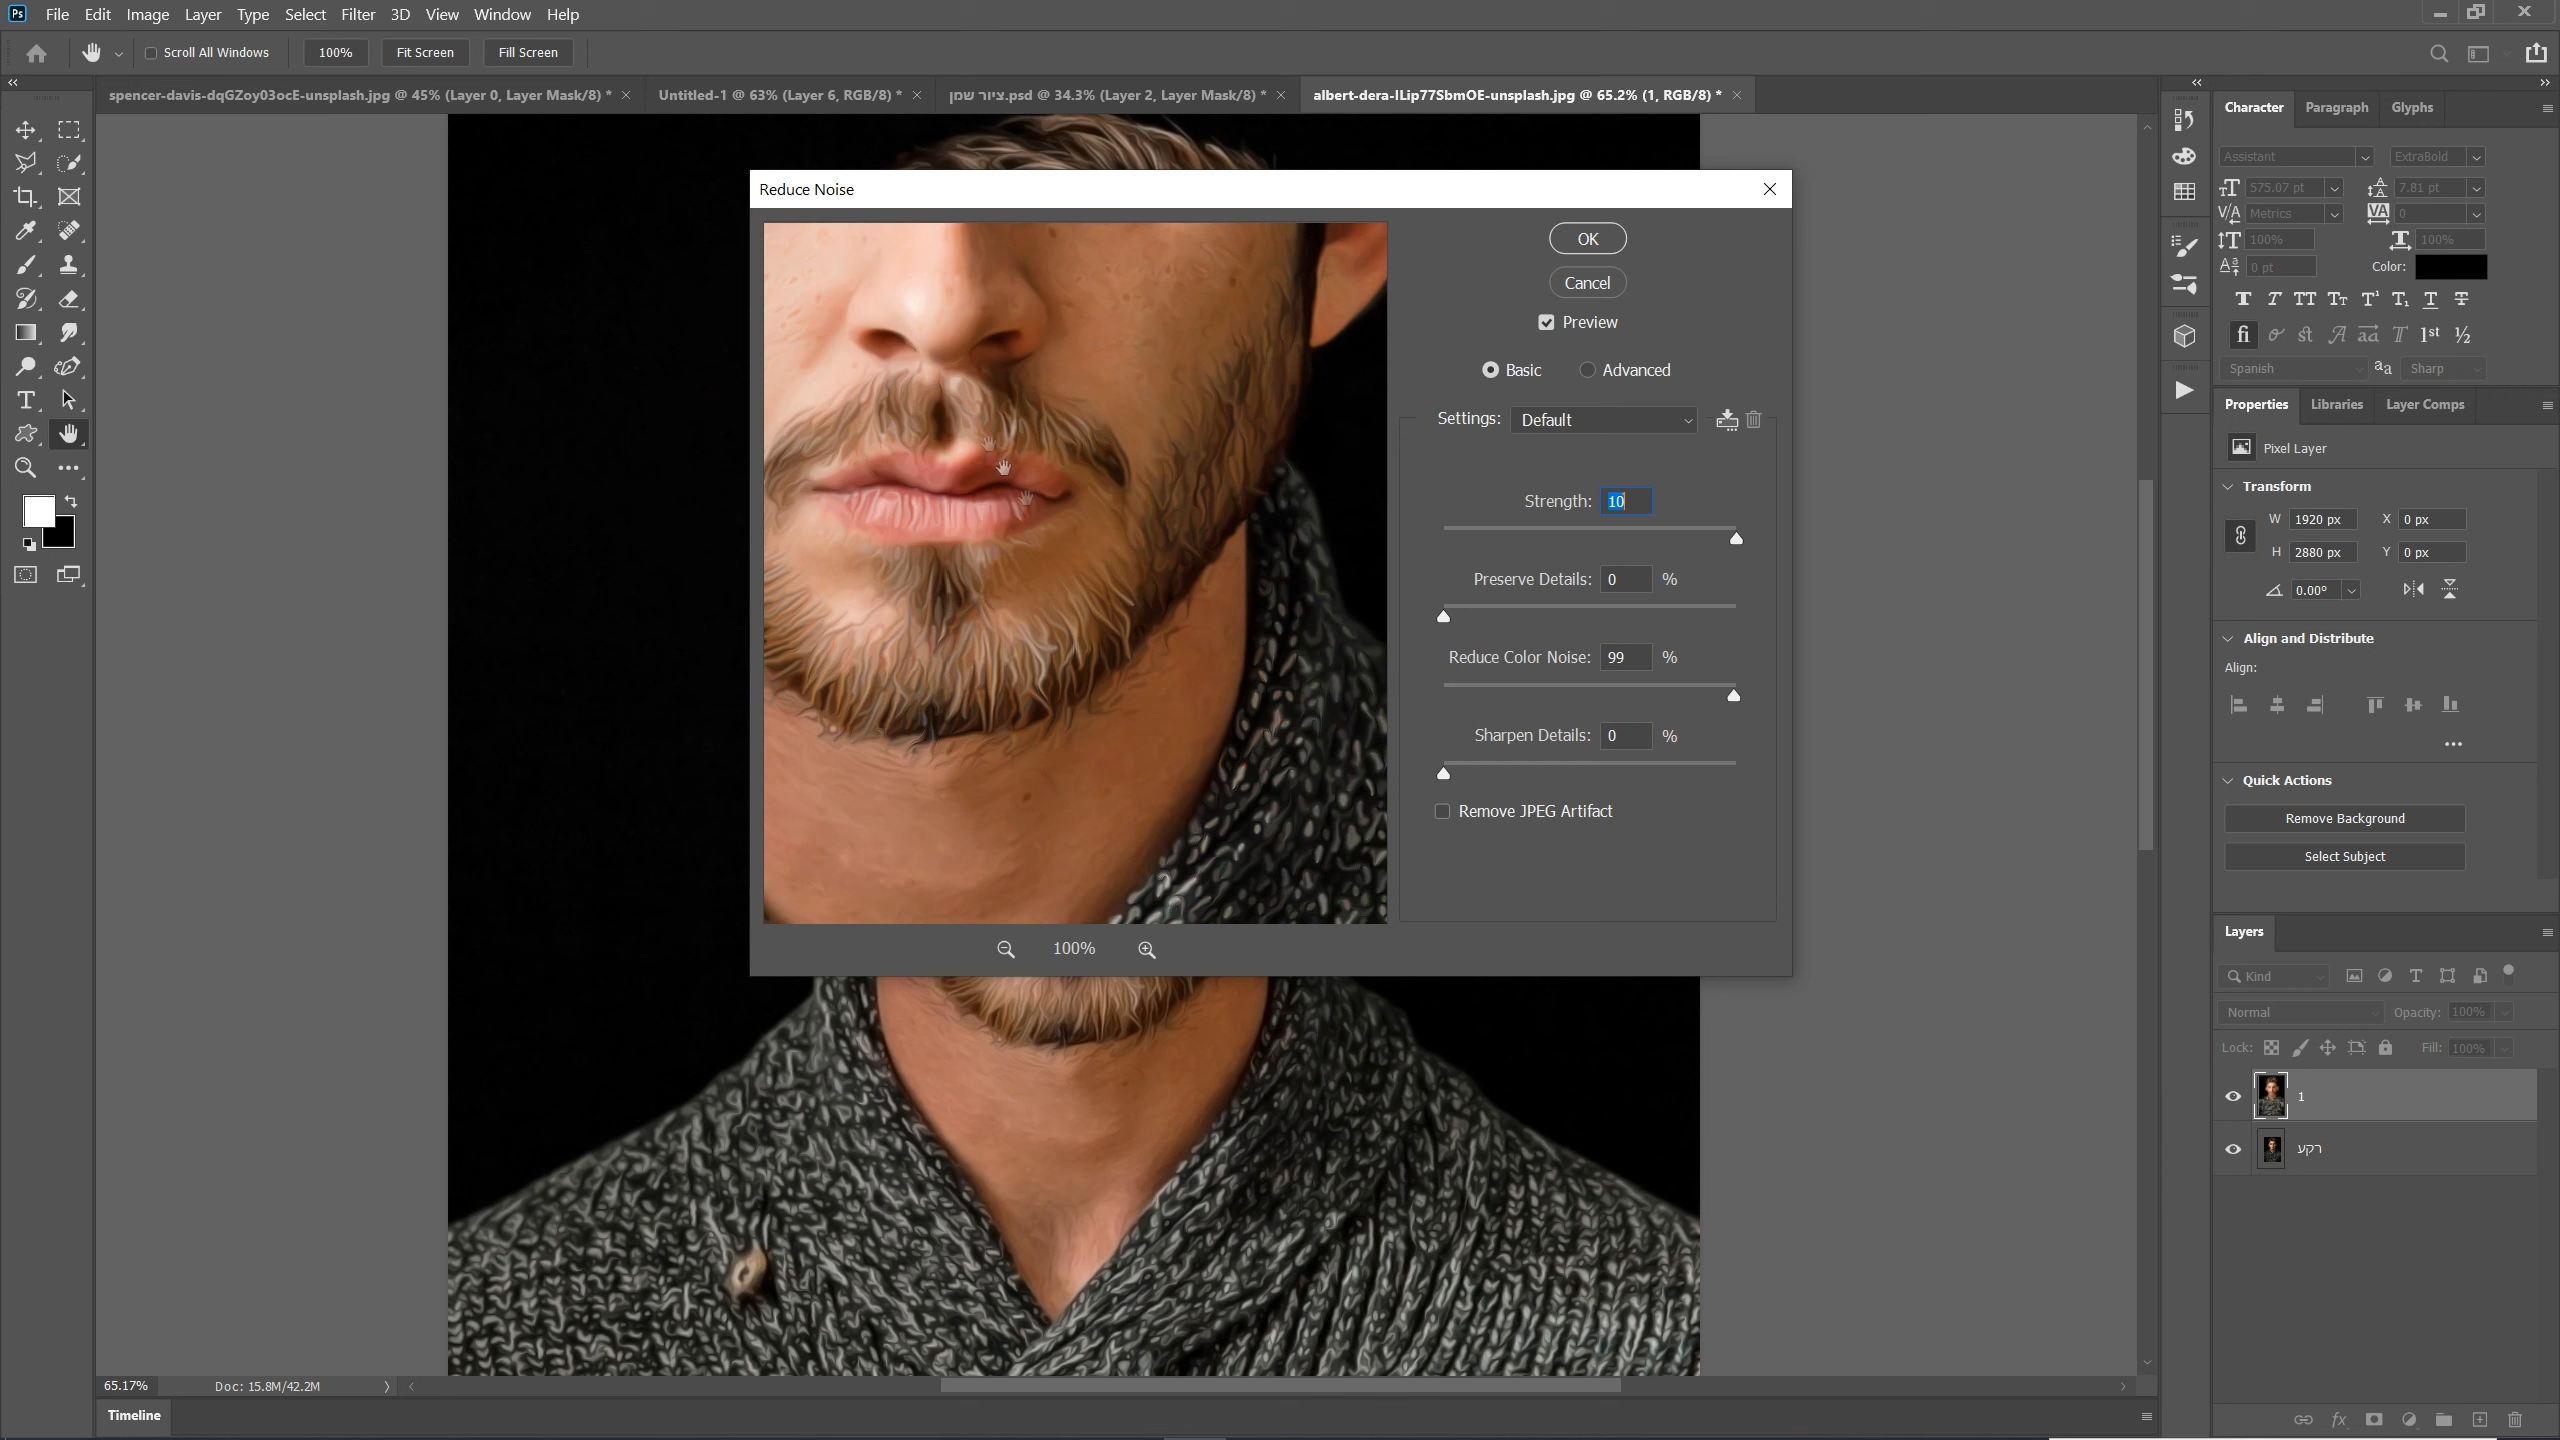 Ps File Edit Image Layer Type Select Filter 3D View Window Help
Scroll All Windows 100% Fit Screen Fill Screen
spencer-davis-dqGZoy03ocE-unsplash.jpg @ 45% (Layer 0, Layer Mask/8) *
Untitled-1 @ 63% (Layer 6, RGB/8) *
ציור שמן.psd @ 34.3% (Layer 2, Layer Mask/8) *
albert-dera-ILip77SbmOE-unsplash.jpg @ 65.2% (1, RGB/8) *
Reduce Noise
OK
Cancel
Preview
Basic Advanced
Settings: Default
Strength: 10
Preserve Details: 0 %
Reduce Color Noise: 99 %
Sharpen Details: 0 %
Remove JPEG Artifact
100%
Character Paragraph Glyphs
Assistant ExtraBold
575.07 pt 7.81 pt
Metrics 0
100% 100%
0 pt Color:
Spanish aa Sharp
Properties Libraries Layer Comps
Pixel Layer
Transform
W 1920 px X 0 px
H 2880 px Y 0 px
0.00°
Align and Distribute
Align:
Quick Actions
Remove Background
Select Subject
Layers
Kind
Normal Opacity: 100%
Lock: Fill: 100%
1
רקע
65.17% Doc: 15.8M/42.2M
Timeline